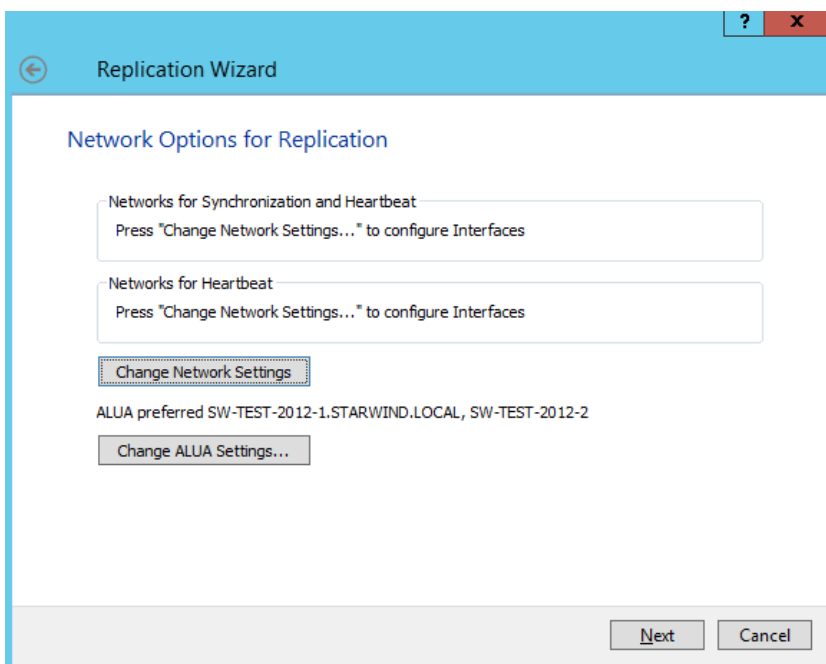 ? x
Replication Wizard
Network Options for Replication
Networks for Synchronization and Heartbeat
Press "Change Network Settings..." to configure Interfaces
Networks for Heartbeat
Press "Change Network Settings..." to configure Interfaces
Change Network Settings
ALUA preferred SW-TEST-2012-1.STARWIND.LOCAL, SW-TEST-2012-2
Change ALUA Settings...
Next Cancel